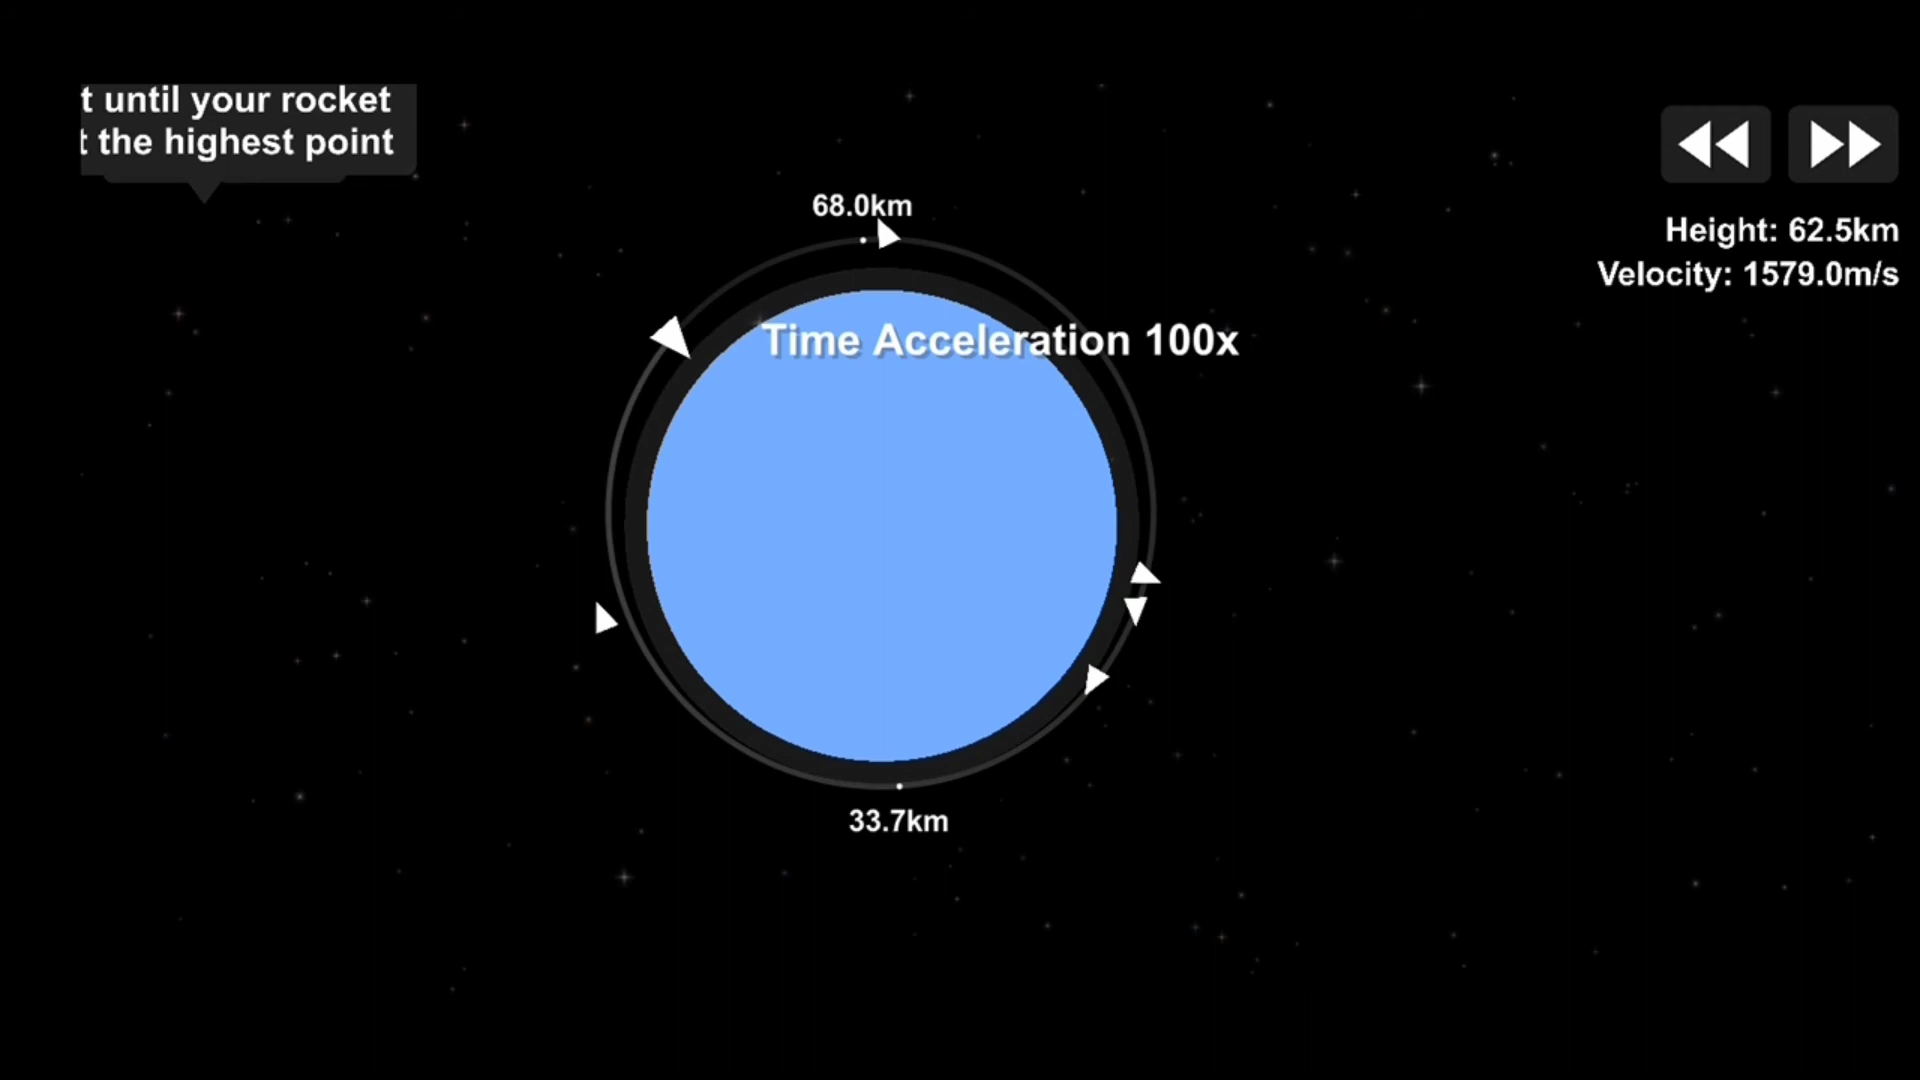 t until your rocket
t the highest point
68.0km
Height: 62.5km
Velocity: 1579.0m/s
Time Acceleration 100x
33.7km